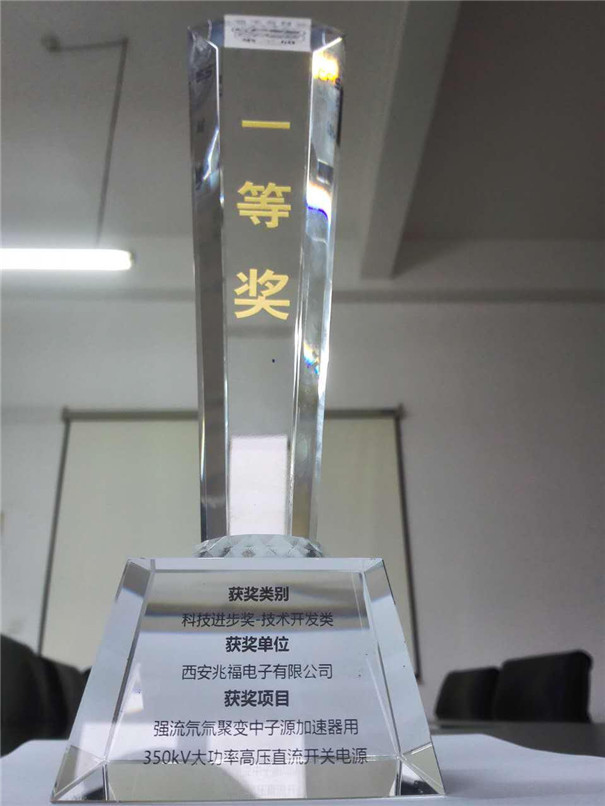 一
等
奖
获奖类别
科技进步奖-技术开发类
获奖单位
西安兆福电子有限公司
获奖项目
强流氘氚聚变中子源加速器用
350kV大功率高压直流开关电源